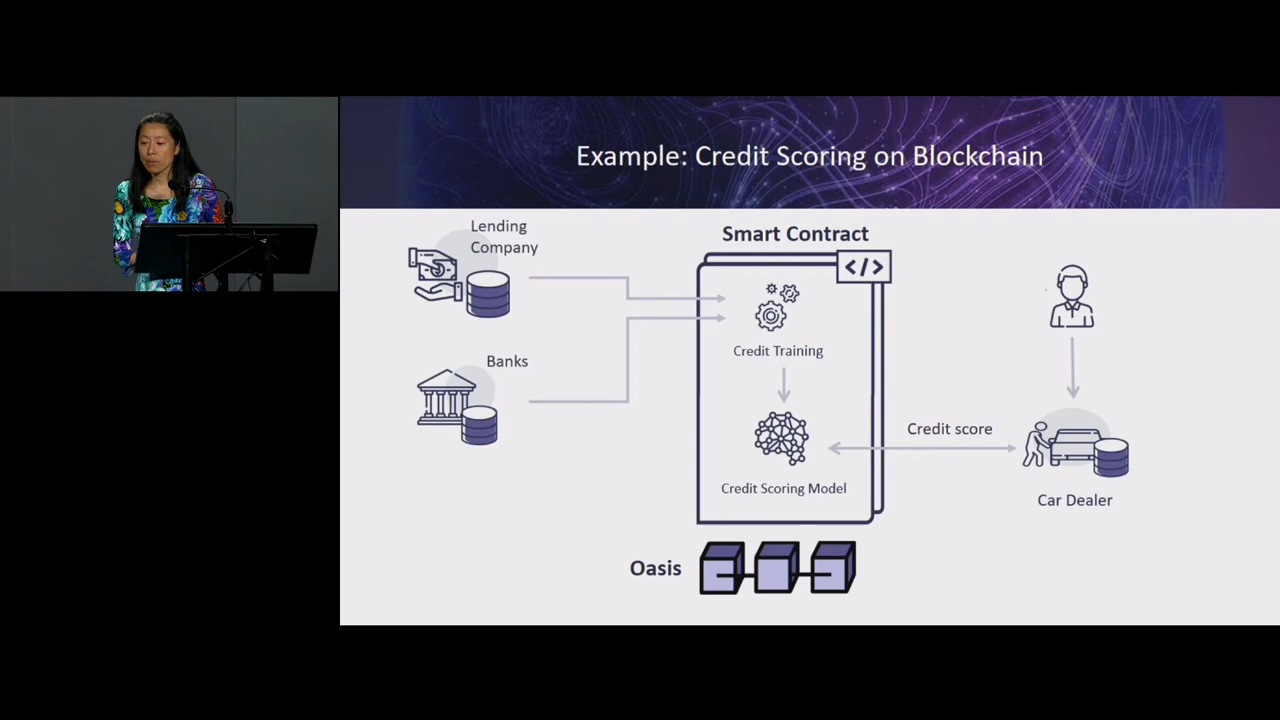 Example: Credit Scoring on Blockchain
Lending
Company
Banks
Smart Contract
</>
Credit Training
Credit Scoring Model
Credit score
Car Dealer
Oasis